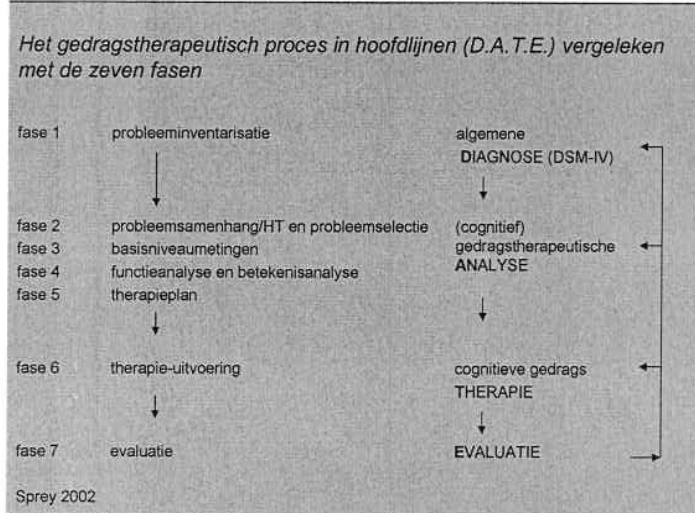 Het gedragstherapeutisch proces in hoofdlijnen (D.A.T.E.) vergeleken
met de zeven fasen
fase 1 probleeminventarisatie algemene
DIAGNOSE (DSM-IV)
fase 2 probleemsamenhang/HT en probleemselectie (cognitief)
fase 3 basisniveaumetingen gedragstherapeutische
fase 4 functieanalyse en betekenisanalyse ANALYSE
fase 5 therapieplan
fase 6 therapie-uitvoering cognitieve gedrags
THERAPIE
fase 7 evaluatie EVALUATIE
Sprey 2002